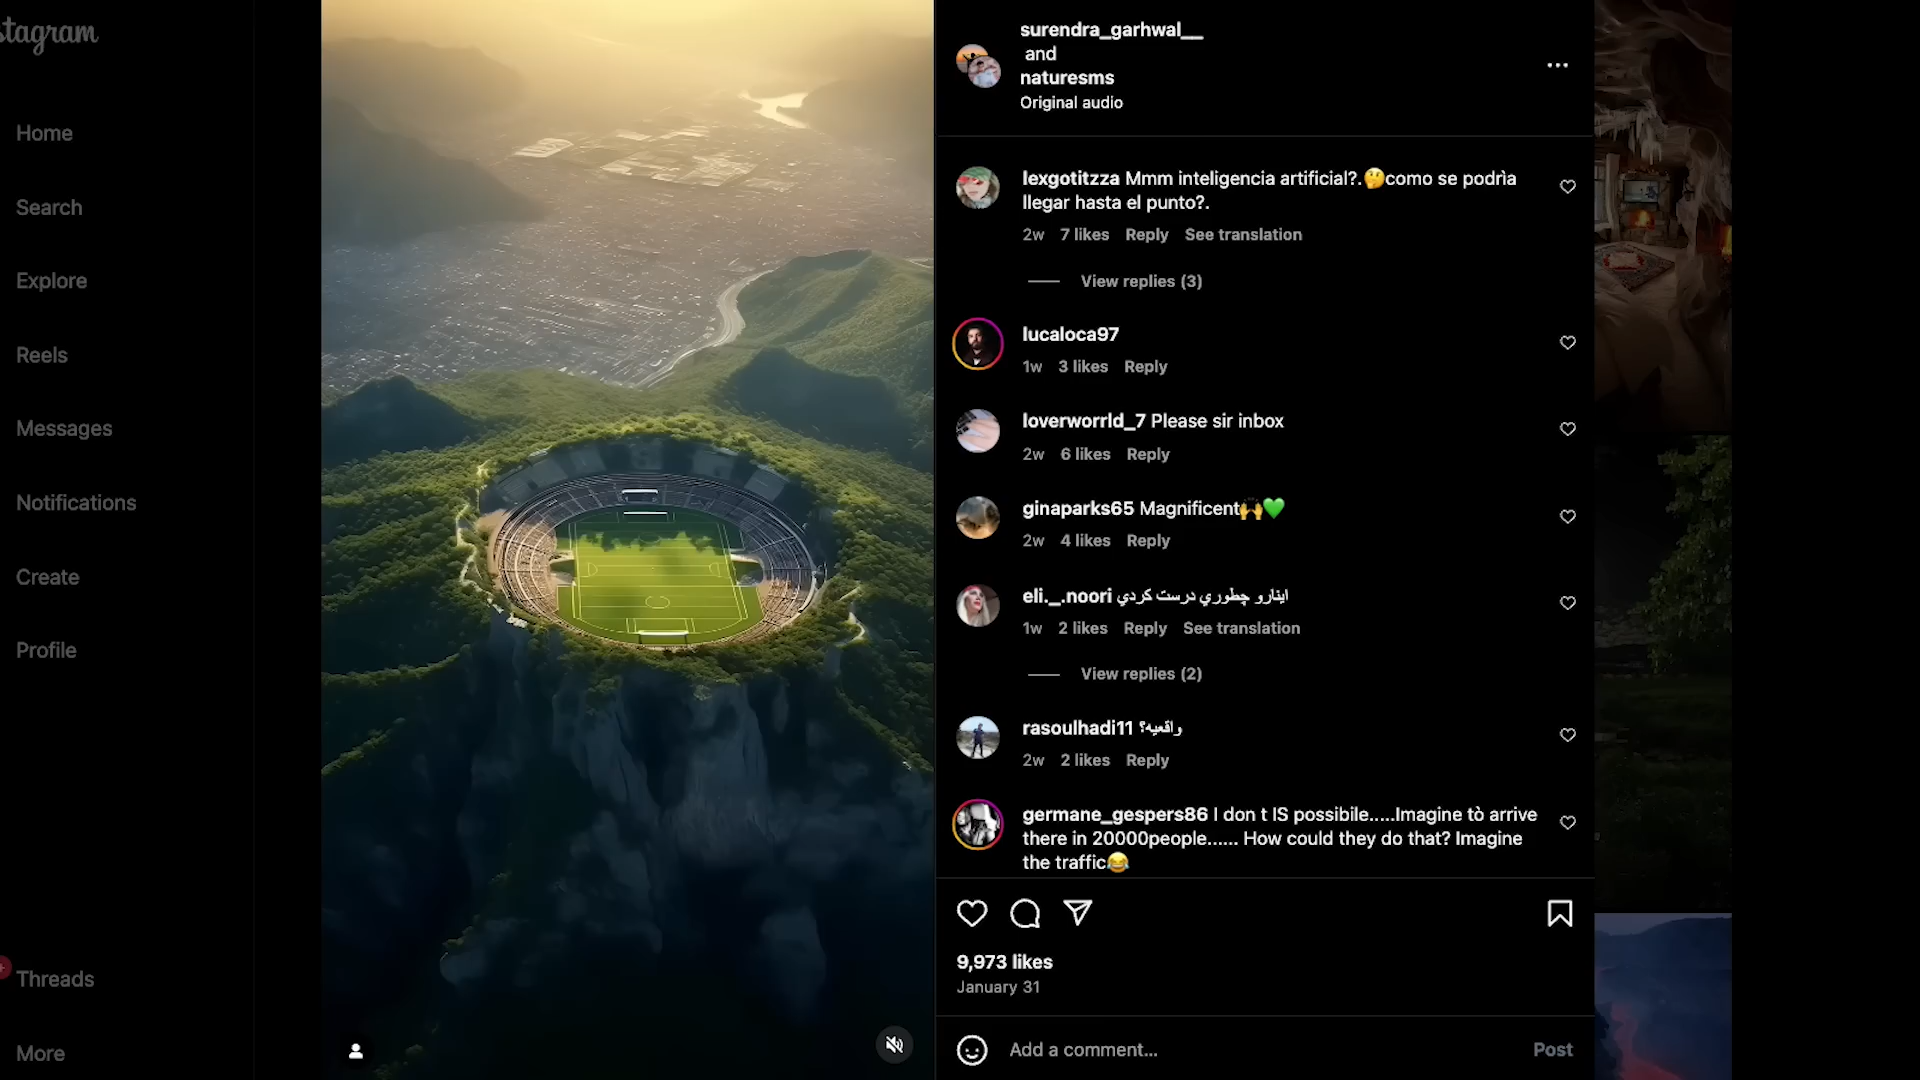 stagram
Home
Search
Explore
Reels
Messages
Notifications
Create
Profile
Threads
More
surendra_garhwal__
and
naturesms
Original audio
lexgotitzza Mmm inteligencia artificial?.🤔como se podrìa
llegar hasta el punto?.
2w 7 likes Reply See translation
View replies (3)
lucaloca97
1w 3 likes Reply
loverworrld_7 Please sir inbox
2w 6 likes Reply
ginaparks65 Magnificent🙌💚
2w 4 likes Reply
eli._.noori اينارو چطوري درست كردي
1w 2 likes Reply See translation
View replies (2)
rasoulhadi11 واقعیه؟
2w 2 likes Reply
germane_gespers86 I don t IS possibile.....Imagine tò arrive
there in 20000people...... How could they do that? Imagine
the traffic😂
9,973 likes
January 31
Add a comment...
Post